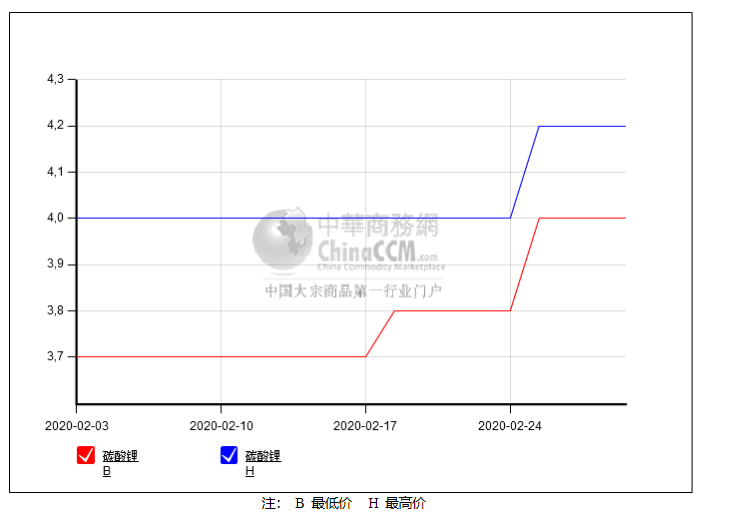 4,3
4,2
4,1
4,0
3,9
3,8
3,7
中華商務網
ChinaCCM.com
China Commodity Marketplace
中国大宗商品第一行业门户
2020-02-03 2020-02-10 2020-02-17 2020-02-24
碳酸锂 碳酸锂
B H
注： B 最低价 H 最高价